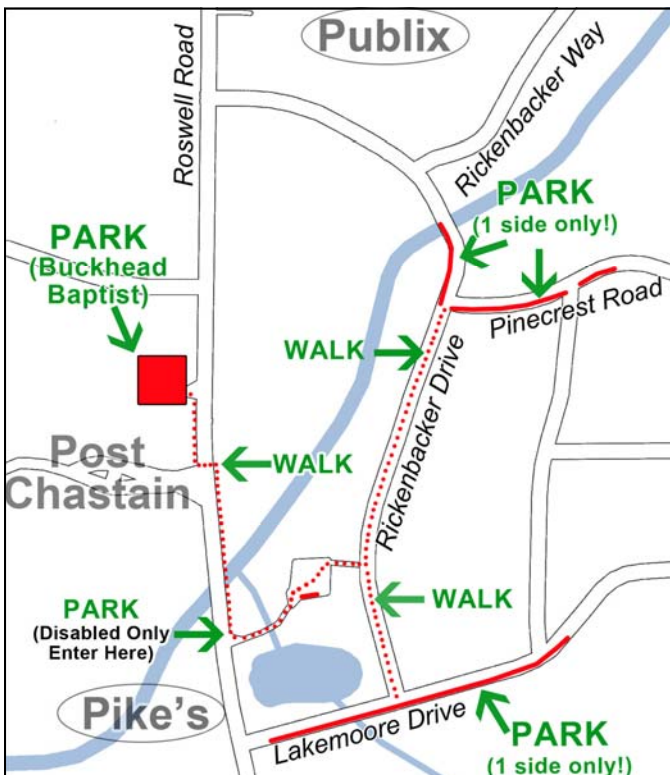 Publix
Roswell Road
Rickenbacker Way
PARK
(1 side only!)
PARK
(Buckhead
Baptist)
Pinecrest Road
WALK
Rickenbacker Drive
Post
Chastain
WALK
WALK
PARK
(Disabled Only
Enter Here)
Pike's
Lakemoore Drive
PARK
(1 side only!)